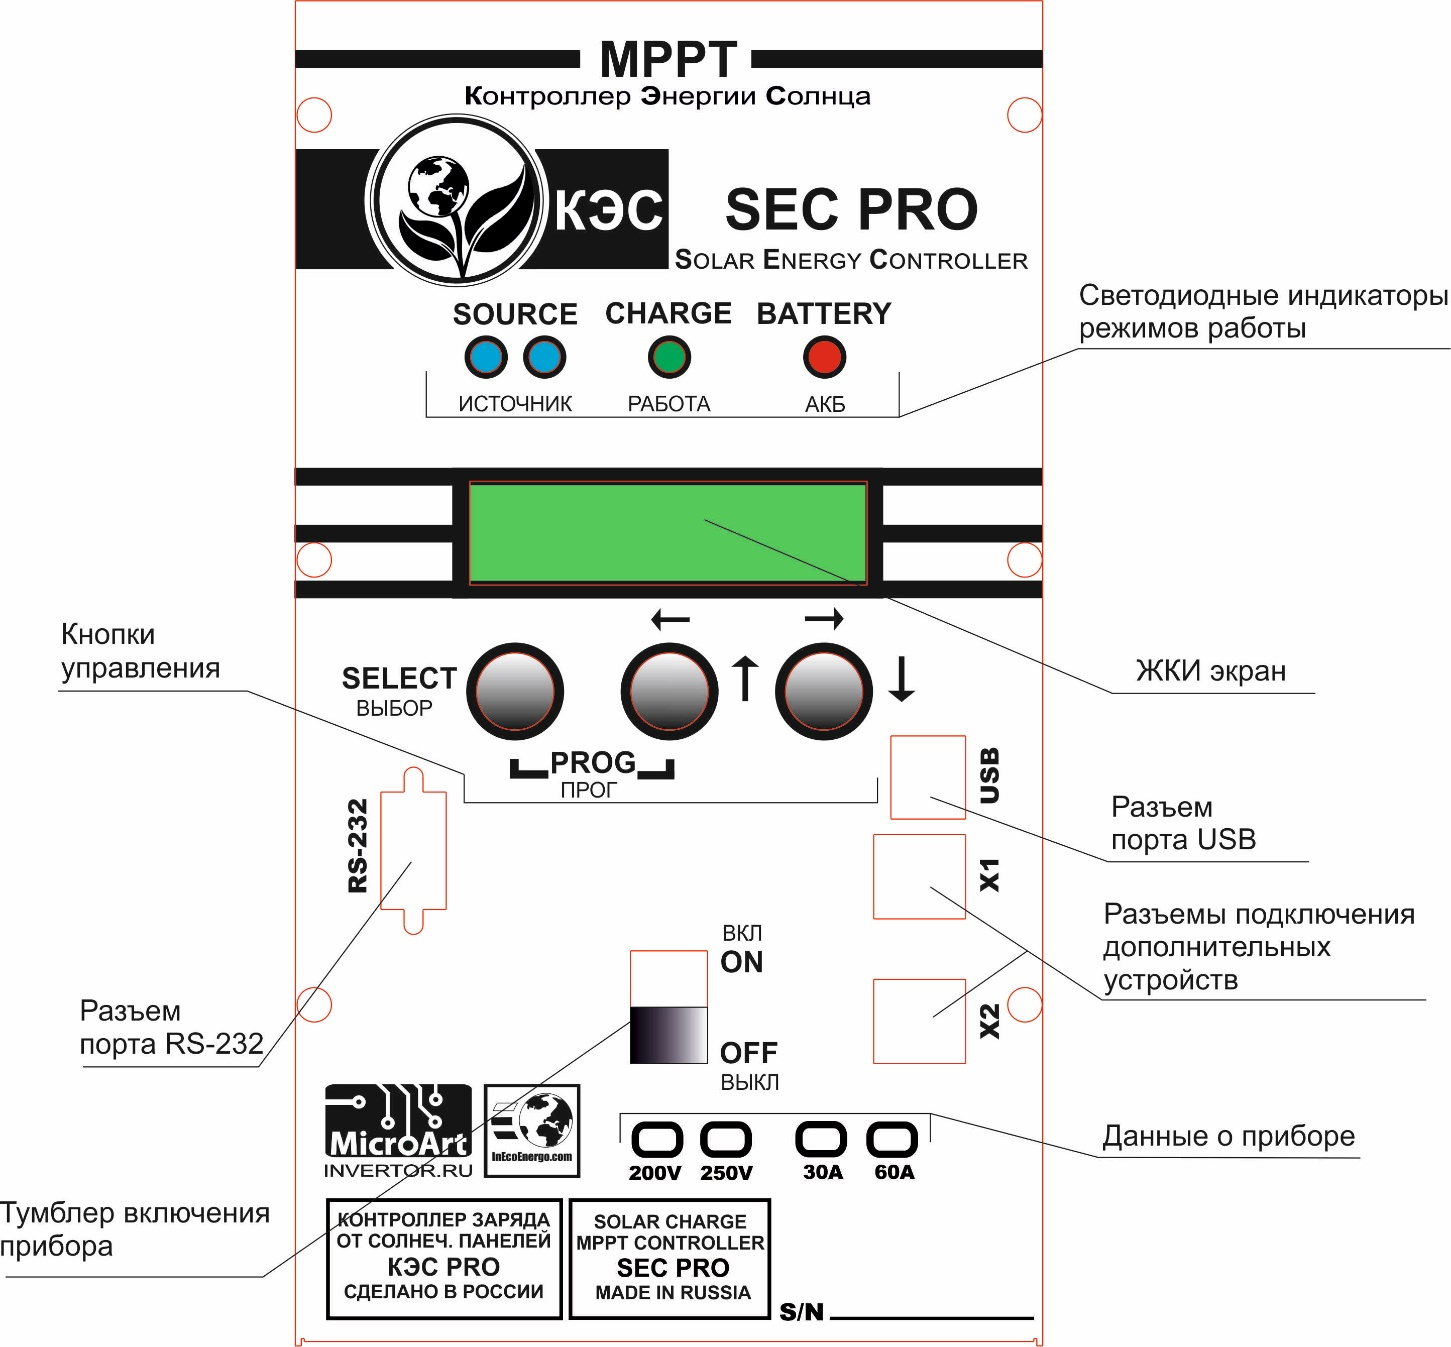 MPPT
Контроллер Энергии Солнца
КЭС
SEC PRO
SOLAR ENERGY CONTROLLER
SOURCE CHARGE BATTERY
ИСТОЧНИК РАБОТА АКБ
Светодиодные индикаторы
режимов работы
Кнопки
управления
SELECT
ВЫБОР
← →
↑ ↓
ЖКИ экран
PROG
ПРОГ
USB
RS-232
X1
Разъем
порта USB
Разъемы подключения
дополнительных
устройств
ВКЛ
ON
X2
Разъем
порта RS-232
OFF
ВЫКЛ
MicroArt
INVERTOR.RU
InEcoEnergo.com
200V 250V 30A 60A
Данные о приборе
Тумблер включения
прибора
КОНТРОЛЛЕР ЗАРЯДА
ОТ СОЛНЕЧ. ПАНЕЛЕЙ
КЭС PRO
СДЕЛАНО В РОССИИ
SOLAR CHARGE
MPPT CONTROLLER
SEC PRO
MADE IN RUSSIA
S/N